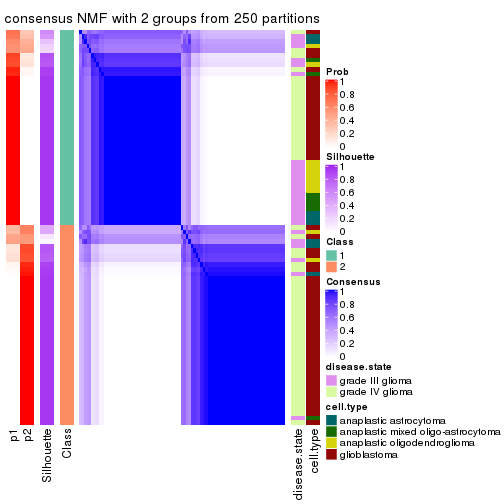 consensus NMF with 2 groups from 250 partitions
Prob
1
0.8
0.6
0.4
0.2
0
Silhouette
1
0.8
0.6
0.4
0.2
0
Class
1
2
Consensus
1
0.8
0.6
0.4
0.2
0
disease.state
grade III glioma
grade IV glioma
cell.type
anaplastic astrocytoma
anaplastic mixed oligo-astrocytoma
anaplastic oligodendroglioma
glioblastoma
p1
p2
Silhouette
Class
disease.state
cell.type